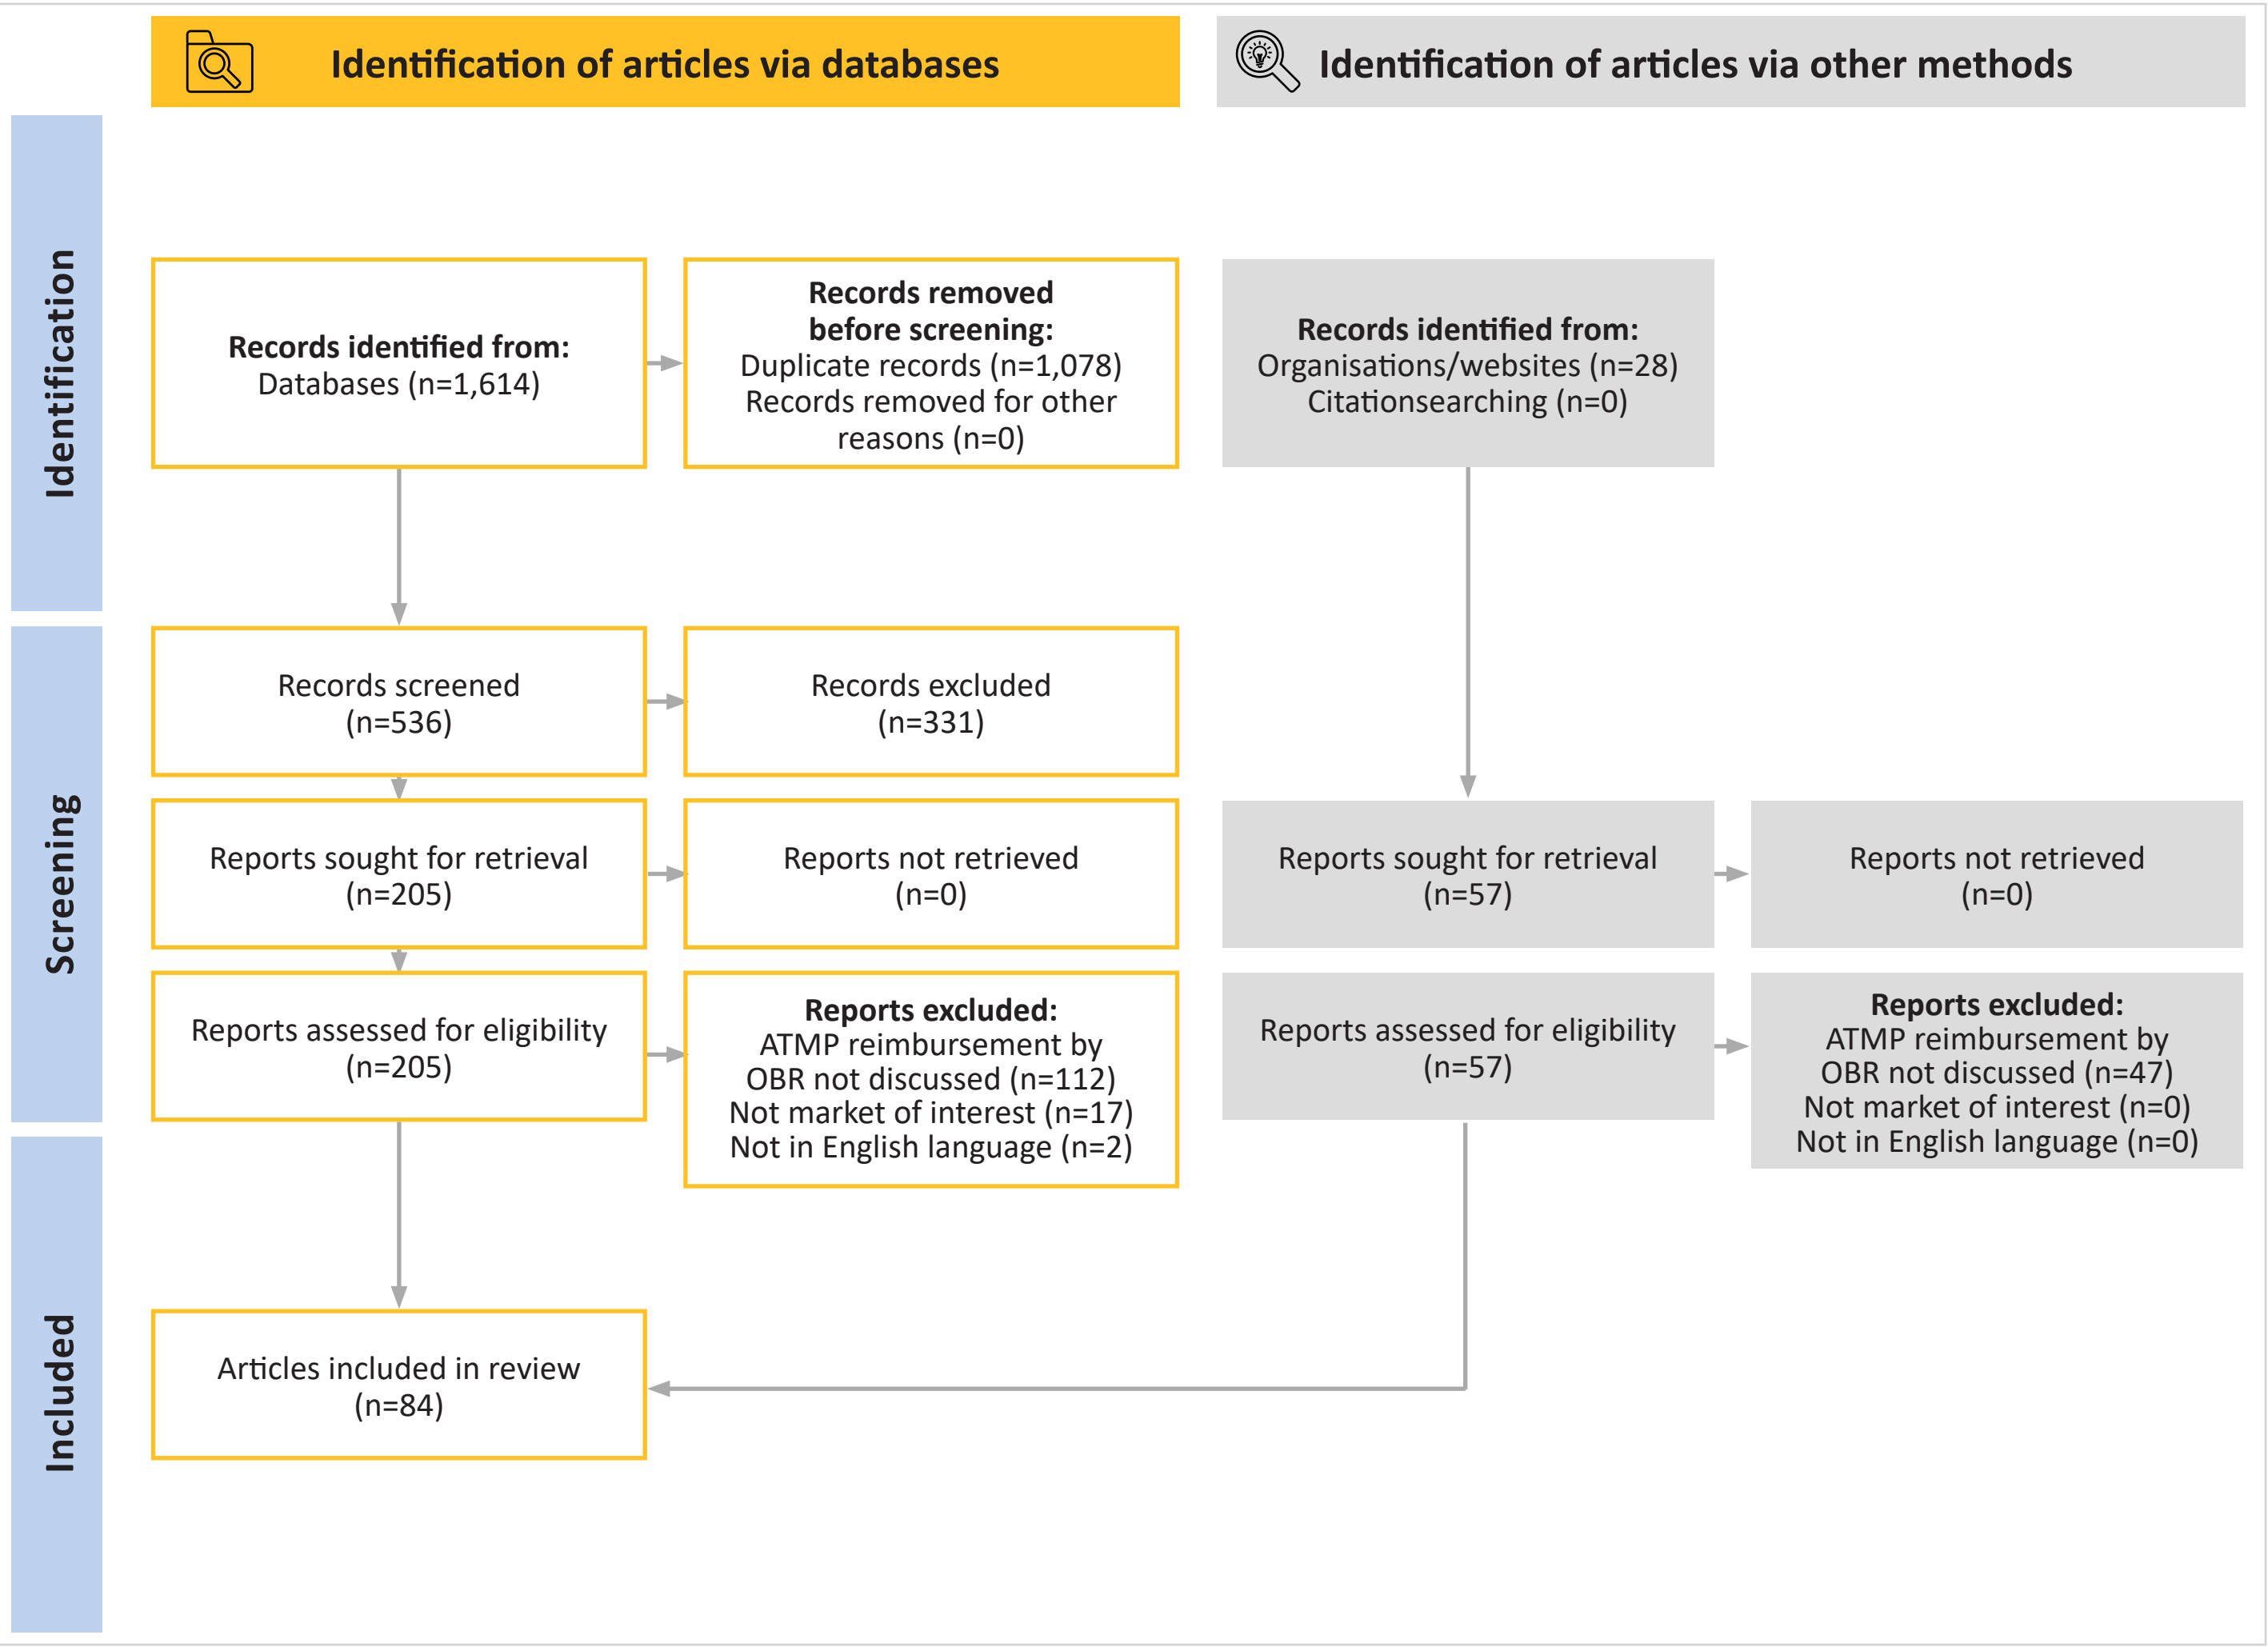 Identification of articles via databases
Identification of articles via other methods
Identification
Records identified from:
Databases (n=1,614)
Records removed
before screening:
Duplicate records (n=1,078)
Records removed for other
reasons (n=0)
Records identified from:
Organisations/websites (n=28)
Citationsearching (n=0)
Screening
Records screened
(n=536)
Records excluded
(n=331)
Reports sought for retrieval
(n=205)
Reports not retrieved
(n=0)
Reports sought for retrieval
(n=57)
Reports not retrieved
(n=0)
Reports assessed for eligibility
(n=205)
Reports excluded:
ATMP reimbursement by
OBR not discussed (n=112)
Not market of interest (n=17)
Not in English language (n=2)
Reports assessed for eligibility
(n=57)
Reports excluded:
ATMP reimbursement by
OBR not discussed (n=47)
Not market of interest (n=0)
Not in English language (n=0)
Included
Articles included in review
(n=84)